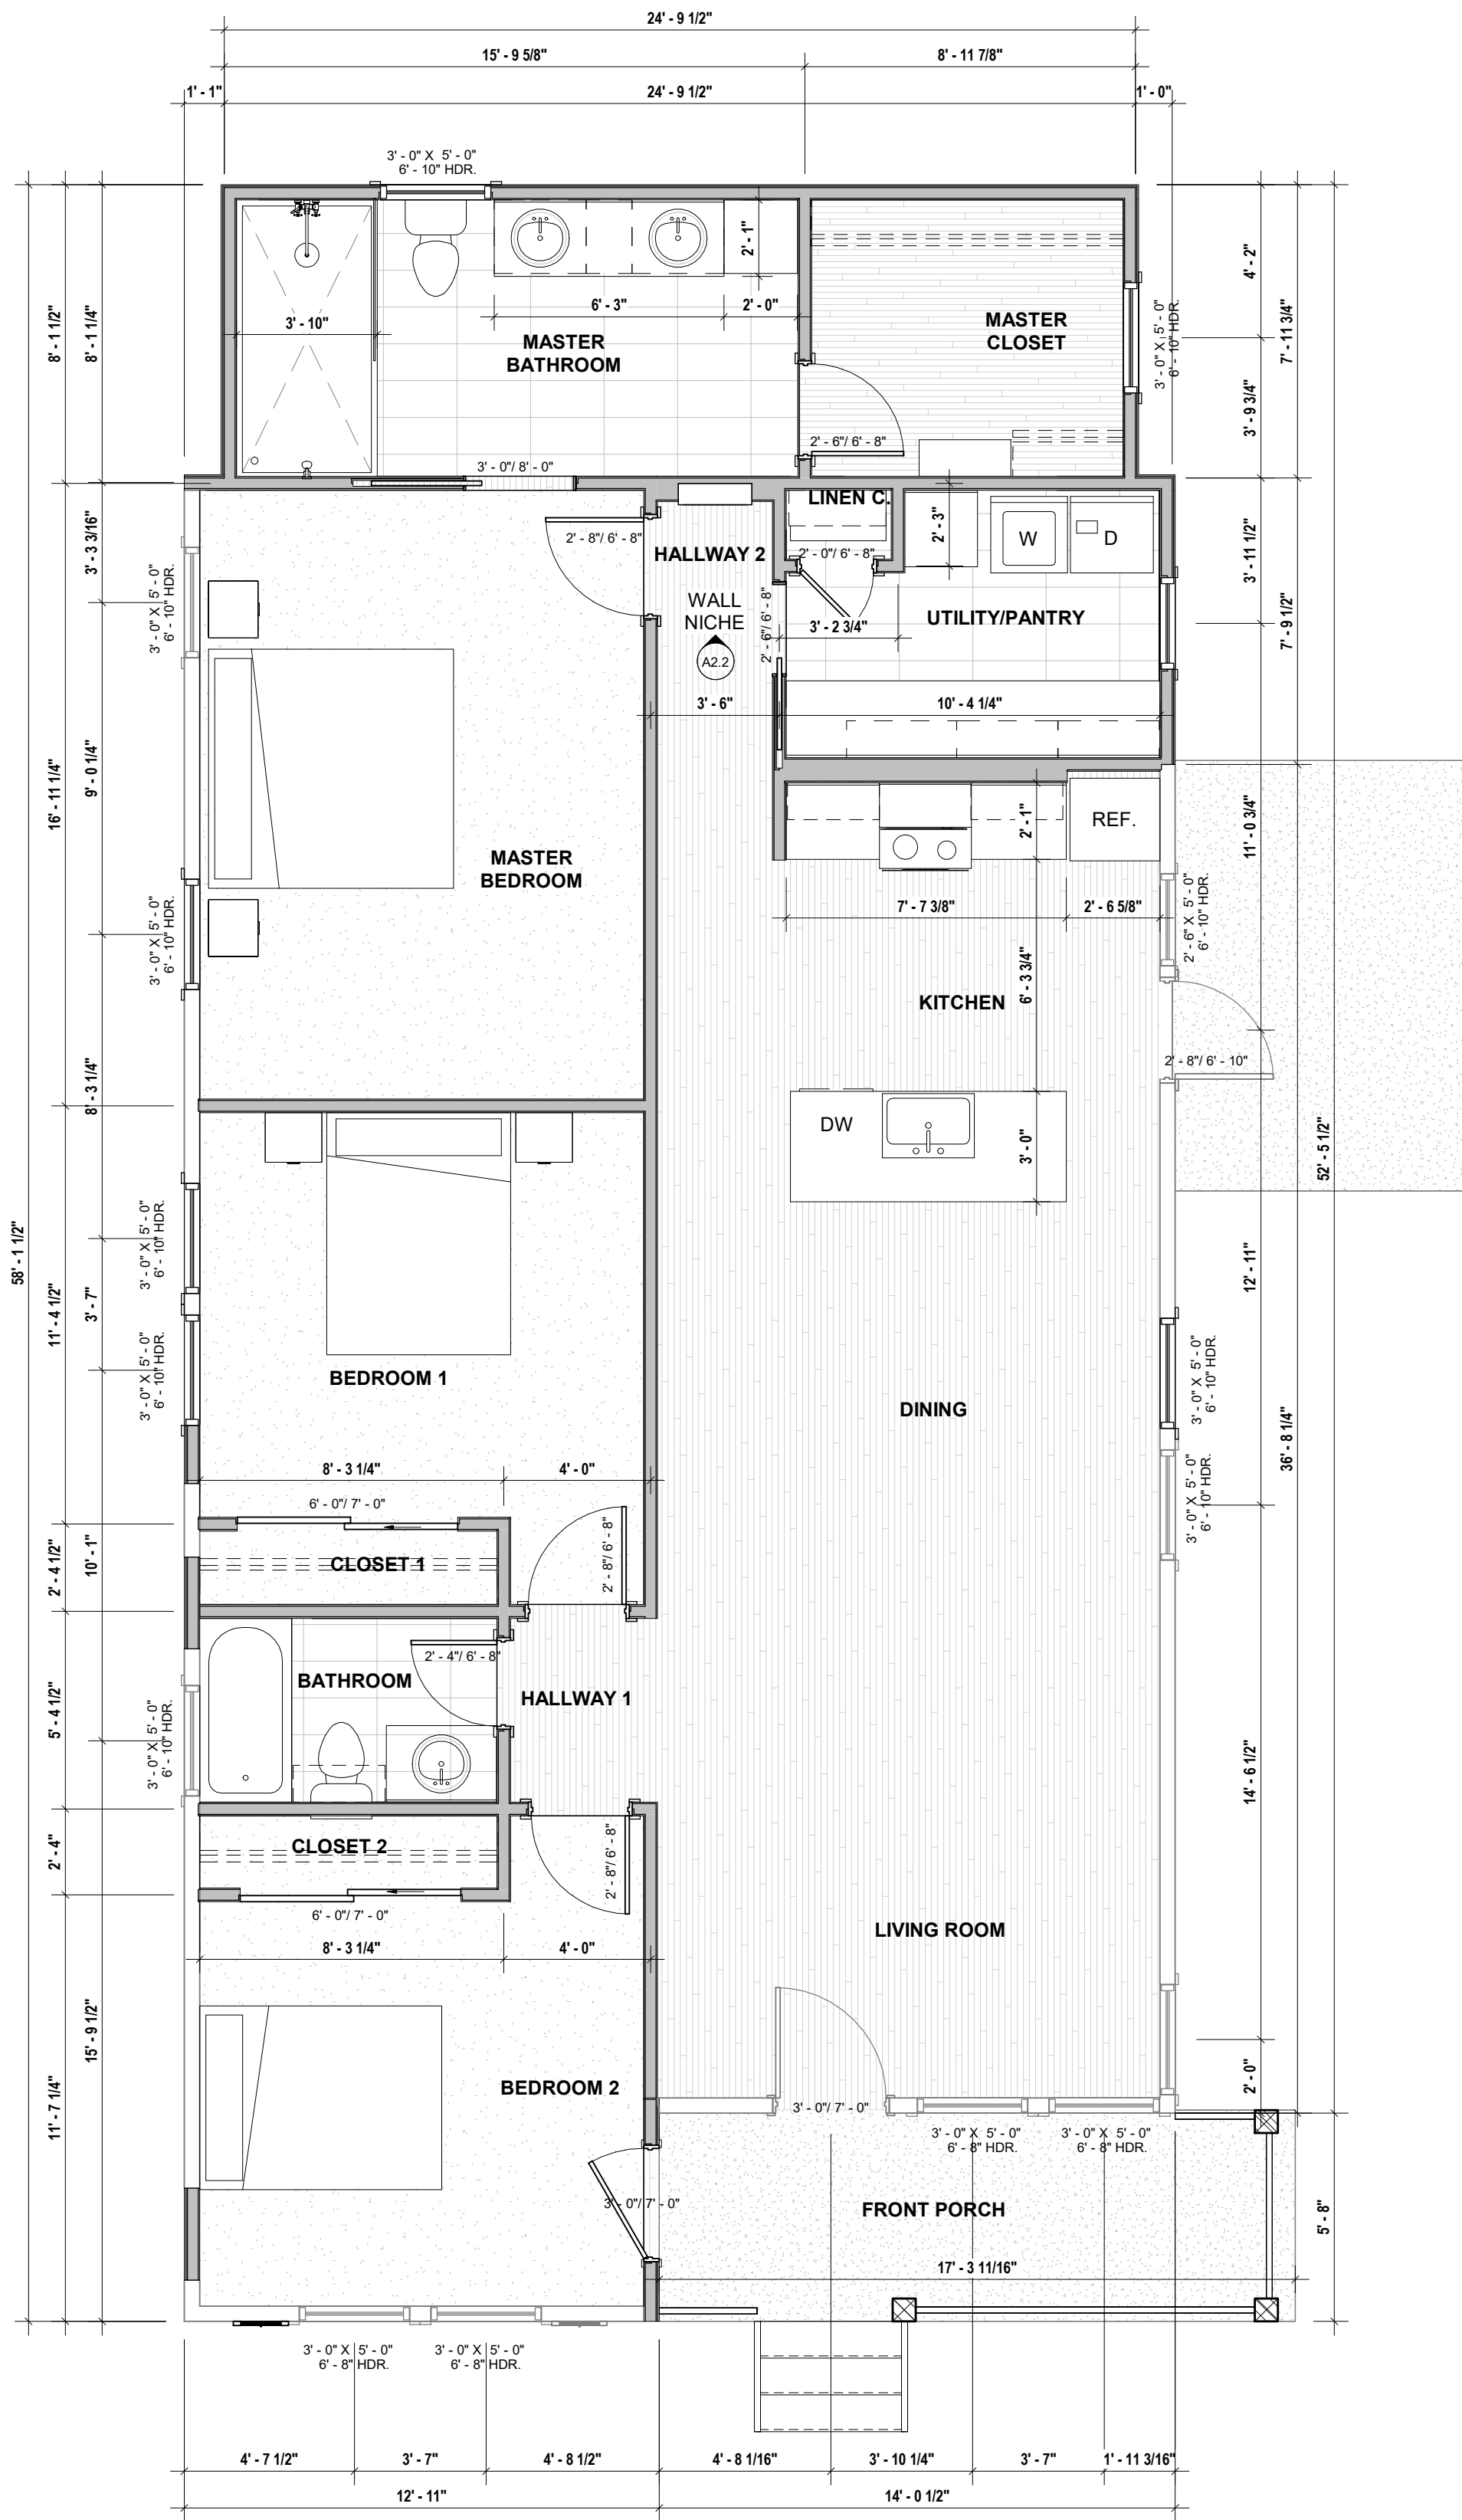 24' - 9 1/2"
15' - 9 5/8"
8' - 11 7/8"
1' - 1"
24' - 9 1/2"
1' - 0"
3' - 0" X 5' - 0"
6' - 10" HDR.
2' - 1"
6' - 3"
2' - 0"
3' - 10"
MASTER
BATHROOM
MASTER
CLOSET
3' - 0" X 5' - 0"
6' - 10" HDR.
4' - 2"
7' - 11 3/4"
3' - 9 3/4"
8' - 1 1/2"
8' - 1 1/4"
2' - 6"/ 6' - 8"
3' - 0"/ 8' - 0"
LINEN C.
2' - 3"
W
D
2' - 8"/ 6' - 8"
HALLWAY 2
2' - 0"/ 6' - 8"
3' - 3 3/16"
3' - 11 1/2"
3' - 0" X 5' - 0"
6' - 10" HDR.
WALL
NICHE
A2.2
2' - 6"/ 6' - 8"
3' - 2 3/4"
UTILITY/PANTRY
7' - 9 1/2"
3' - 6"
10' - 4 1/4"
16' - 11 1/4"
9' - 0 1/4"
2' - 1"
REF.
11' - 0 3/4"
MASTER
BEDROOM
3' - 0" X 5' - 0"
6' - 10" HDR.
7' - 7 3/8"
2' - 6 5/8"
2' - 6" X 5' - 0"
6' - 10" HDR.
6' - 3 3/4"
KITCHEN
2' - 8"/ 6' - 10"
8' - 3 1/4"
DW
3' - 0"
52' - 5 1/2"
58' - 1 1/2"
3' - 0" X 5' - 0"
6' - 10" HDR.
11' - 4 1/2"
3' - 7"
3' - 0" X 5' - 0"
6' - 10" HDR.
12' - 11"
BEDROOM 1
DINING
3' - 0" X 5' - 0"
6' - 10" HDR.
36' - 8 1/4"
8' - 3 1/4"
4' - 0"
6' - 0"/ 7' - 0"
3' - 0" X 5' - 0"
6' - 10" HDR.
2' - 4 1/2"
10' - 1"
CLOSET 1
2' - 8"/ 6' - 8"
2' - 4"/ 6' - 8"
BATHROOM
HALLWAY 1
5' - 4 1/2"
3' - 0" X 5' - 0"
6' - 10" HDR.
14' - 6 1/2"
2' - 4"
CLOSET 2
2' - 8"/ 6' - 8"
6' - 0"/ 7' - 0"
LIVING ROOM
8' - 3 1/4"
4' - 0"
15' - 9 1/2"
BEDROOM 2
2' - 0"
3' - 0"/ 7' - 0"
11' - 7 1/4"
3' - 0" X 5' - 0"
6' - 8" HDR.
3' - 0" X 5' - 0"
6' - 8" HDR.
3' - 0"/ 7' - 0"
FRONT PORCH
5' - 8"
17' - 3 11/16"
3' - 0" X 5' - 0"
6' - 8" HDR.
3' - 0" X 5' - 0"
6' - 8" HDR.
4' - 7 1/2"
3' - 7"
4' - 8 1/2"
4' - 8 1/16"
3' - 10 1/4"
3' - 7"
1' - 11 3/16"
12' - 11"
14' - 0 1/2"